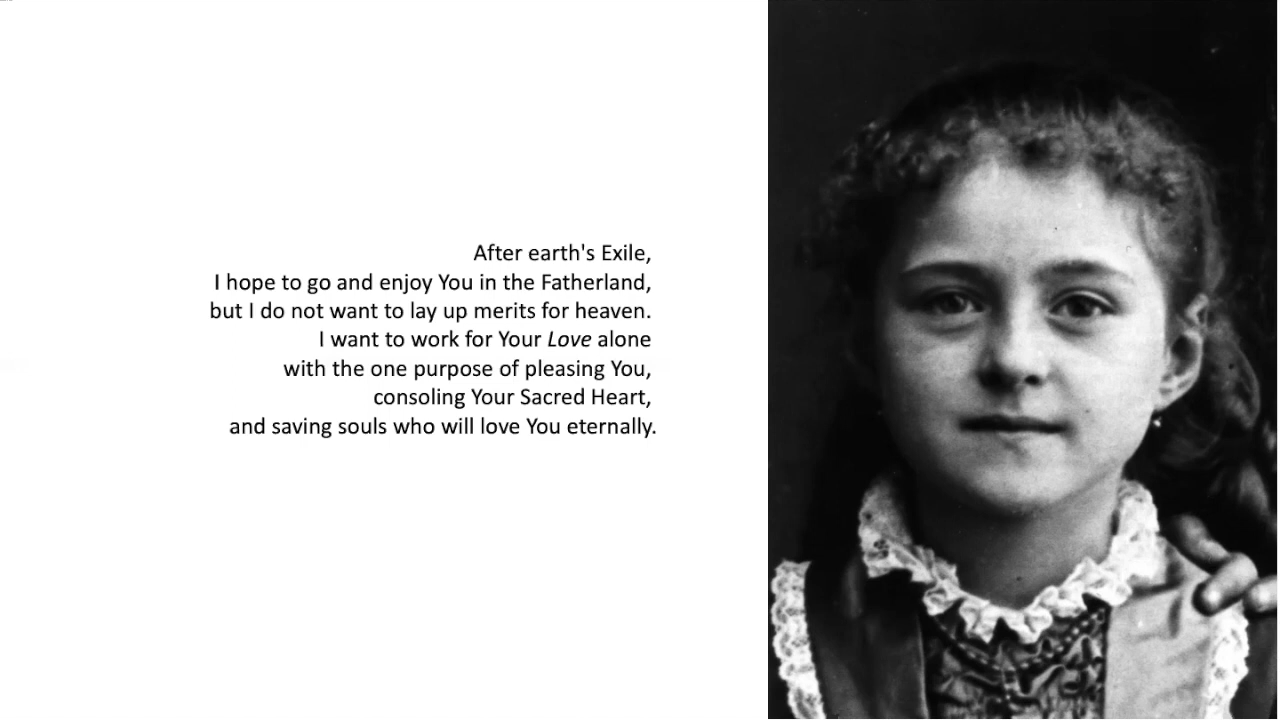 After earth's Exile,
I hope to go and enjoy You in the Fatherland,
but I do not want to lay up merits for heaven.
I want to work for Your Love alone
with the one purpose of pleasing You,
consoling Your Sacred Heart,
and saving souls who will love You eternally.